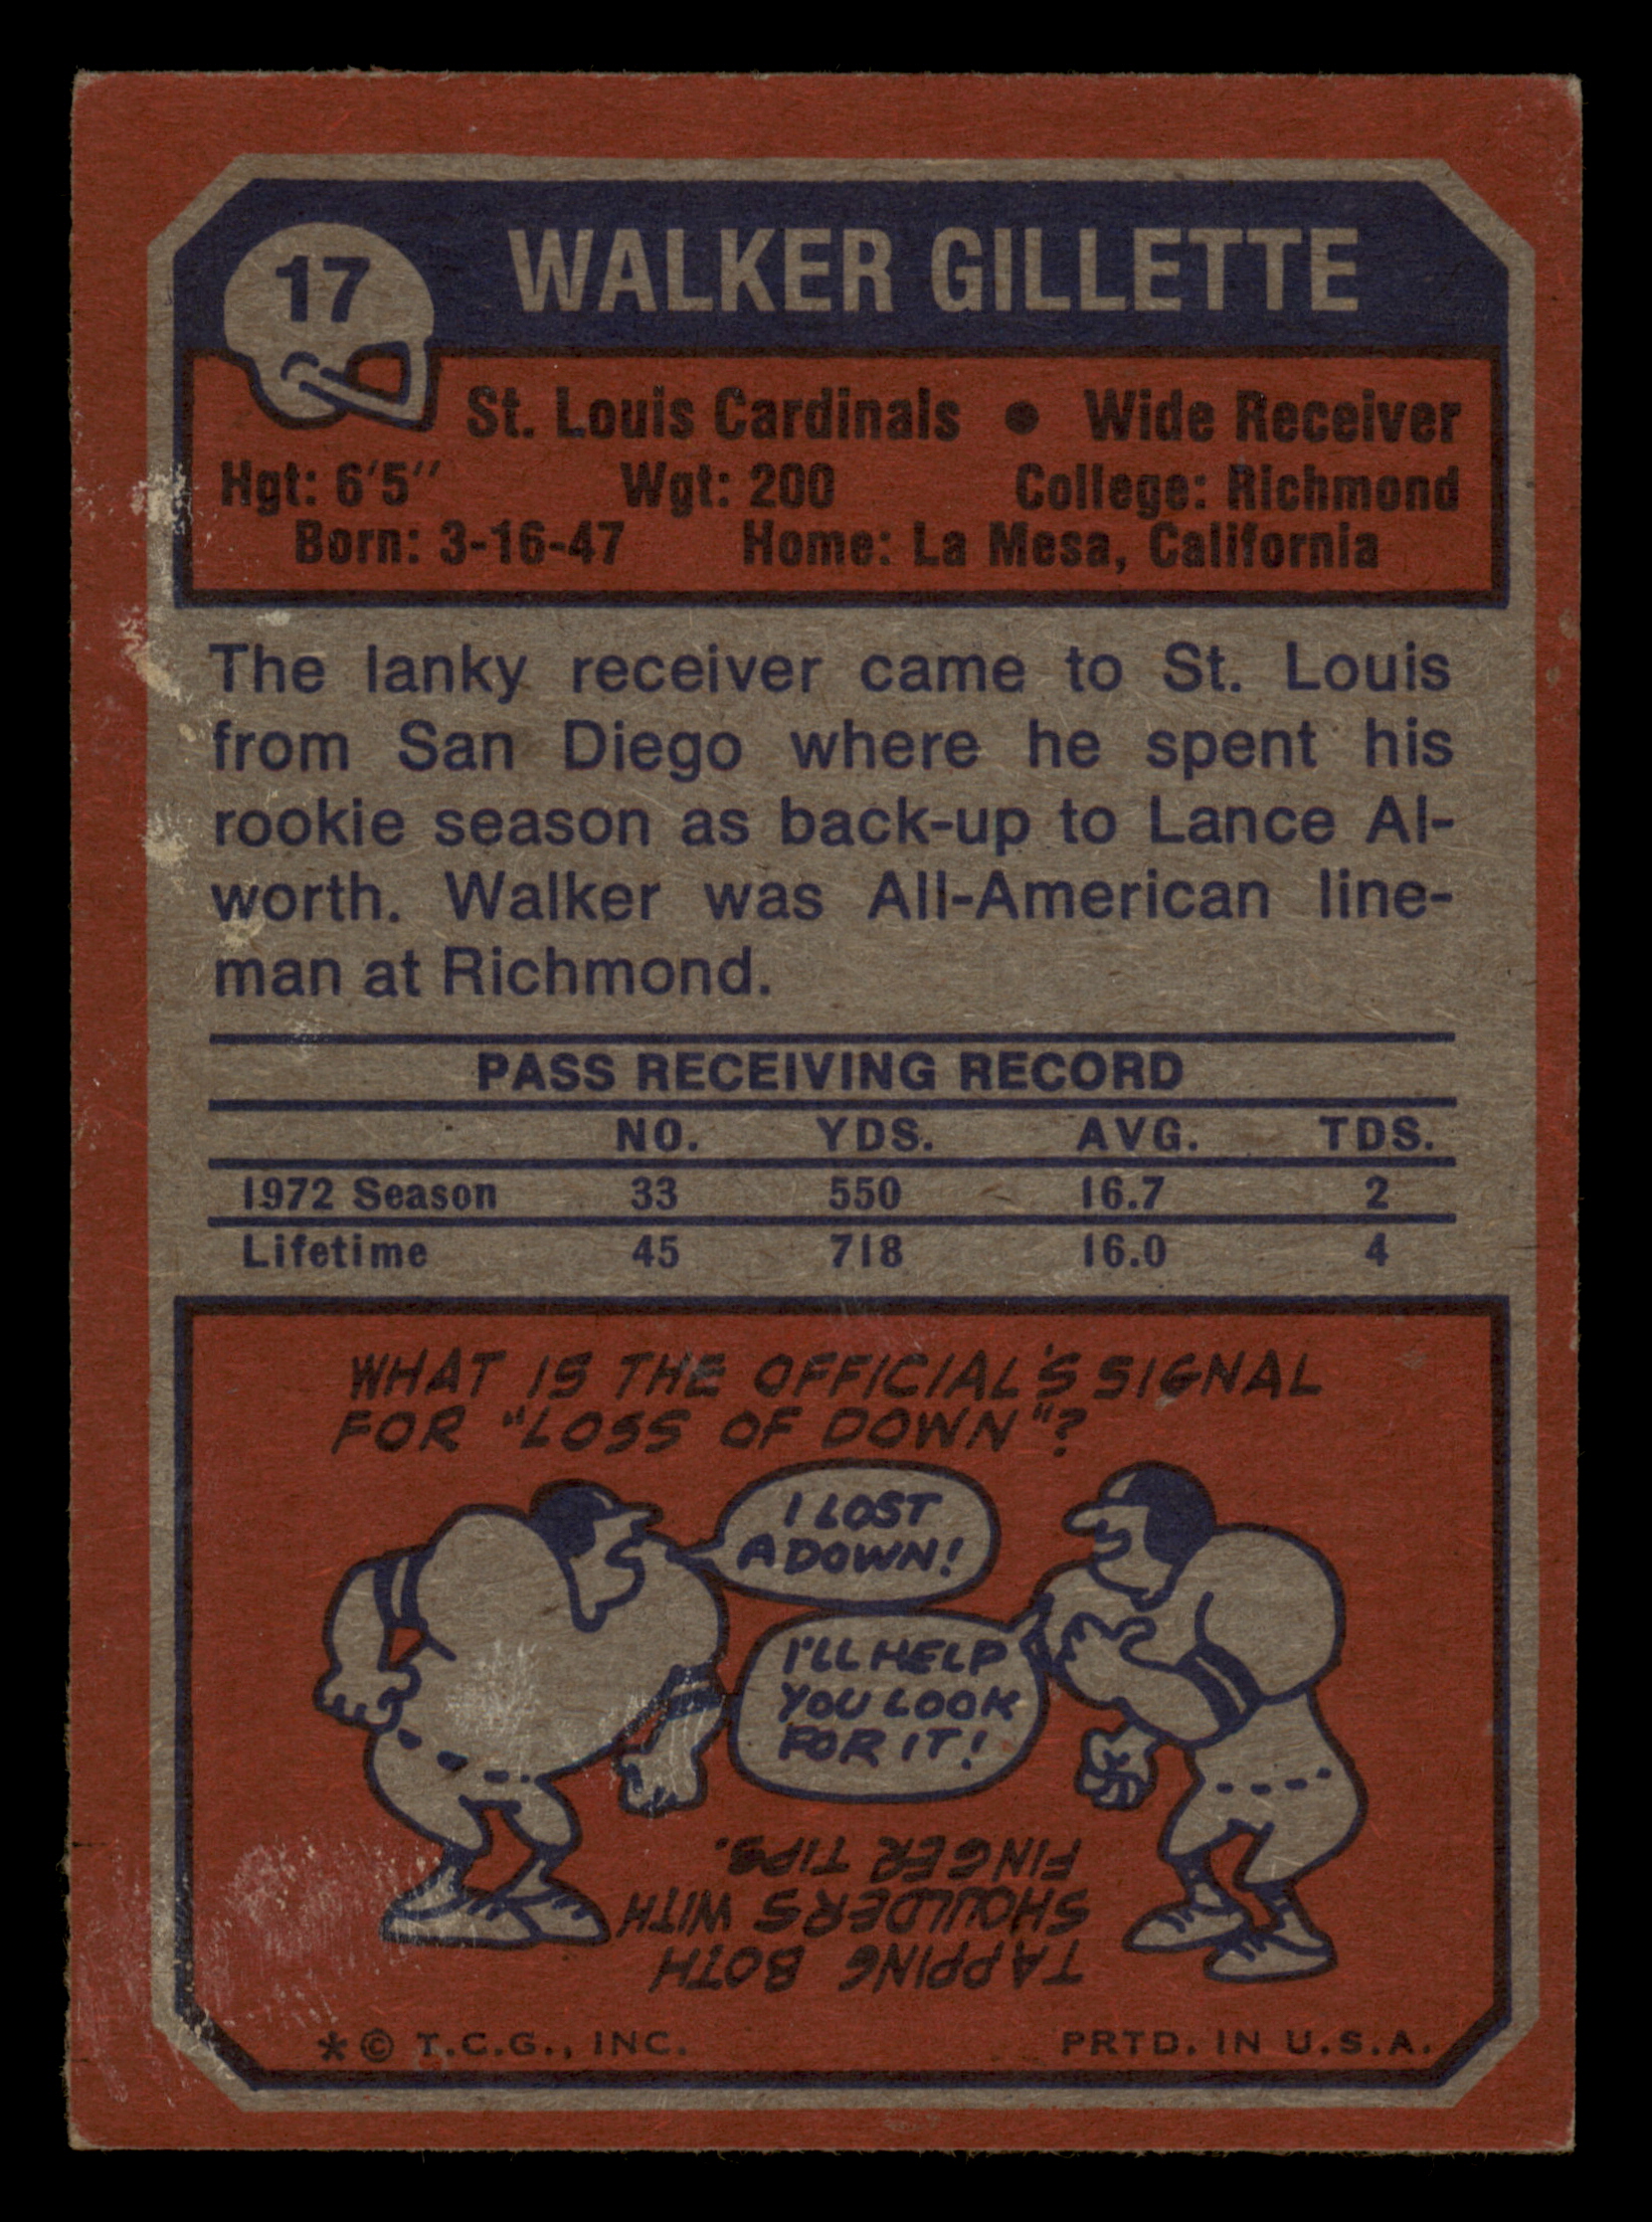 17
WALKER GILLETTE
St. Louis Cardinals • Wide Receiver
Hgt: 6'5" Wgt: 200 College: Richmond
Born: 3-16-47 Home: La Mesa, California
The lanky receiver came to St. Louis
from San Diego where he spent his
rookie season as back-up to Lance Al-
worth. Walker was All-American line-
man at Richmond.
PASS RECEIVING RECORD
NO. YDS. AVG. TDS.
1972 Season 33 550 16.7 2
Lifetime 45 718 16.0 4
WHAT IS THE OFFICIAL'S SIGNAL
FOR "LOSS OF DOWN"?
I LOST
A DOWN!
I'LL HELP
YOU LOOK
FOR IT!
TAPPING BOTH
SHOULDERS WITH
FINGER TIPS.
*© T.C.G., INC. PRTD. IN U.S.A.